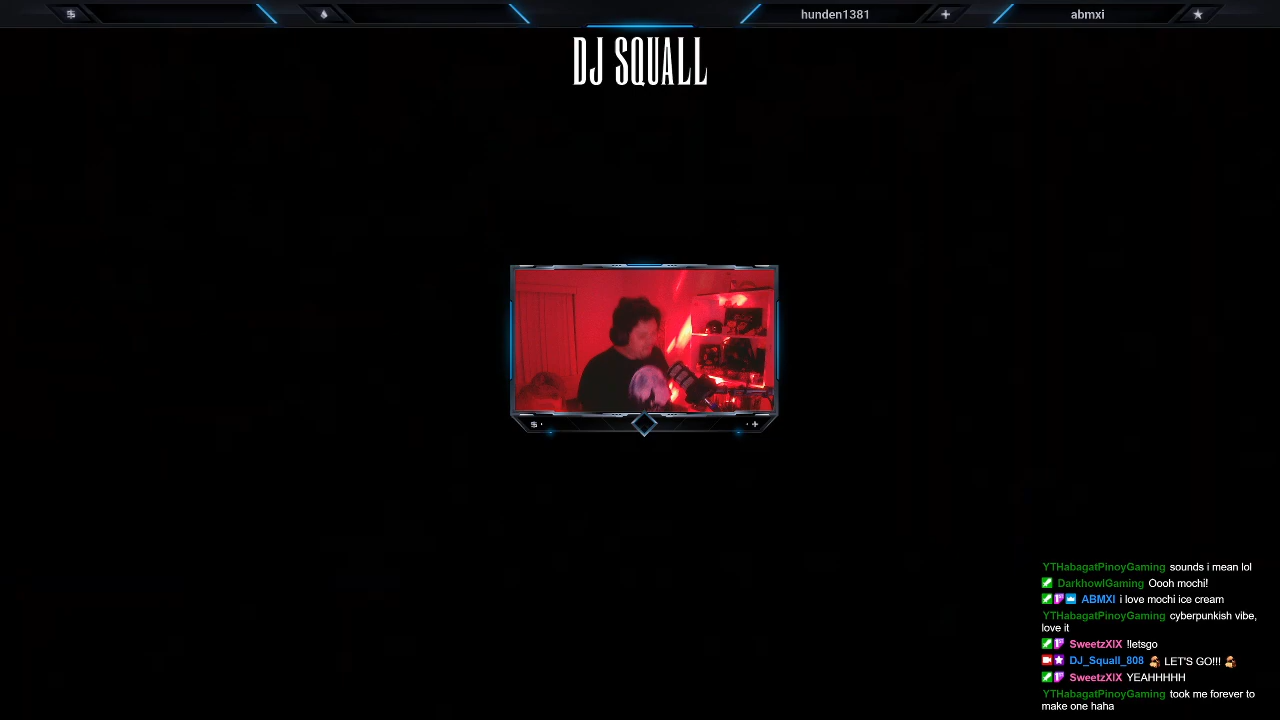 hunden1381
abmxi
DJ SQUALL
YTHabagatPinoyGaming sounds i mean lol
DarkhowlGaming Oooh mochi!
ABMXI i love mochi ice cream
YTHabagatPinoyGaming cyberpunkish vibe,
love it
SweetzXIX !letsgo
DJ_Squall_808 LET'S GO!!!
SweetzXIX YEAHHHHH
YTHabagatPinoyGaming took me forever to
make one haha